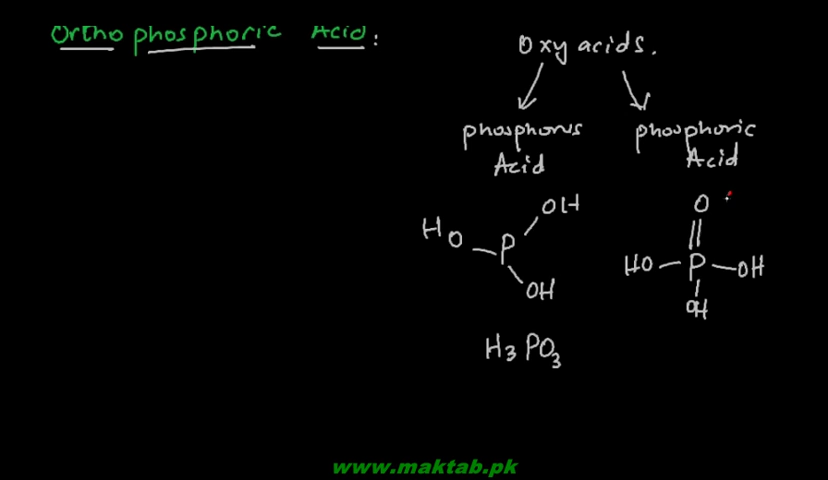 Ortho phosphoric Acid:
Oxy acids.
phosphorus
Acid
phosphoric
Acid
HO P OH
OH
O
HO P OH
OH
H3PO3
www.maktab.pk